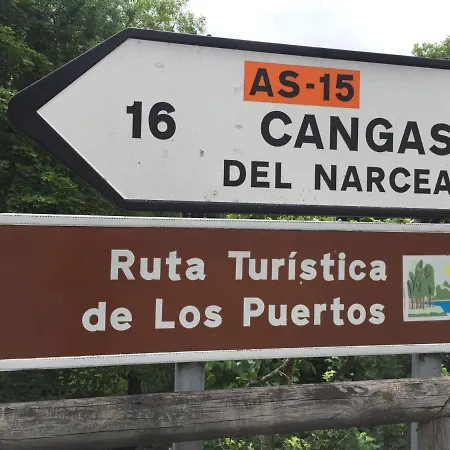 AS-15
16 CANGAS
DEL NARCEA
Ruta Turística
de Los Puertos